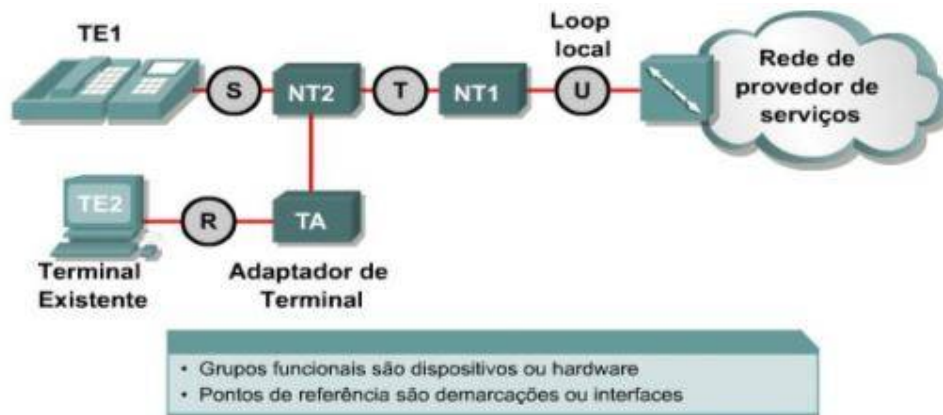 TE1
Loop
local
S
NT2
T
NT1
U
Rede de
provedor de
serviços
TE2
R
TA
Terminal
Existente
Adaptador de
Terminal
• Grupos funcionais são dispositivos ou hardware
• Pontos de referência são demarcações ou interfaces